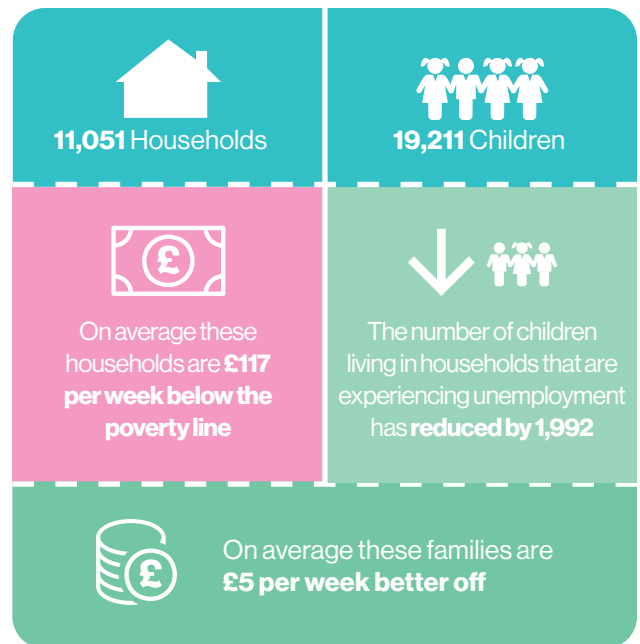 11,051 Households
19,211 Children
£
On average these
households are £117
per week below the
poverty line
The number of children
living in households that are
experiencing unemployment
has reduced by 1,992
£
On average these families are
£5 per week better off